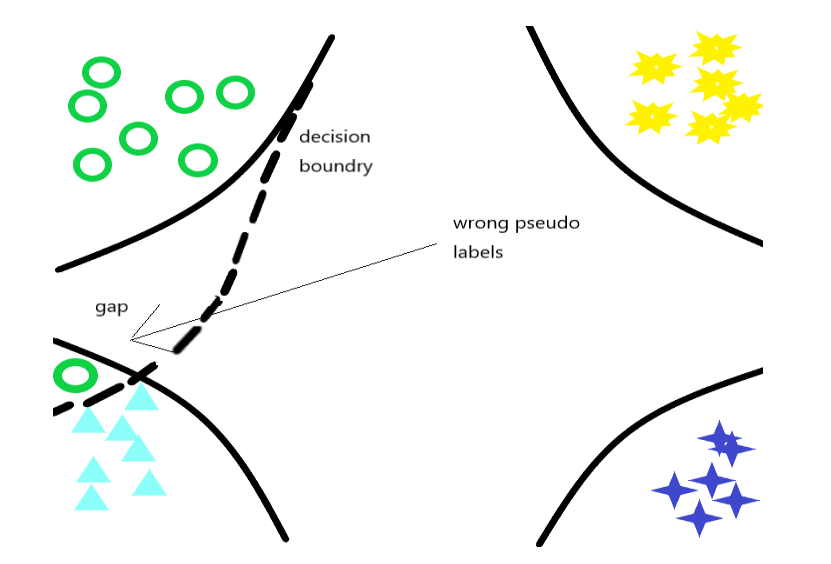 decision
boundry
wrong pseudo
labels
gap